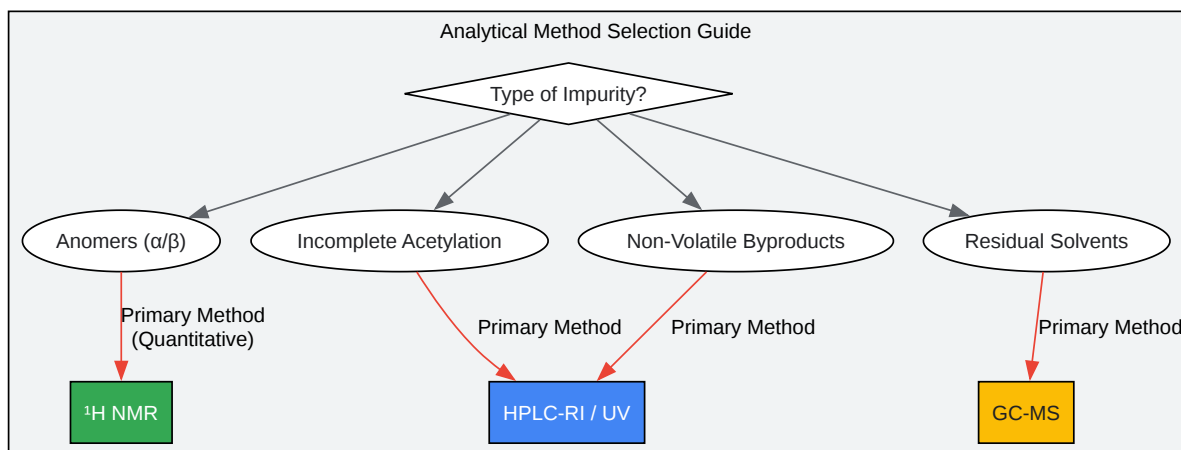 Analytical Method Selection Guide
Type of Impurity?
Anomers (α/β)
Incomplete Acetylation
Non-Volatile Byproducts
Residual Solvents
Primary Method
(Quantitative)
Primary Method
Primary Method
Primary Method
¹H NMR
HPLC-RI / UV
GC-MS